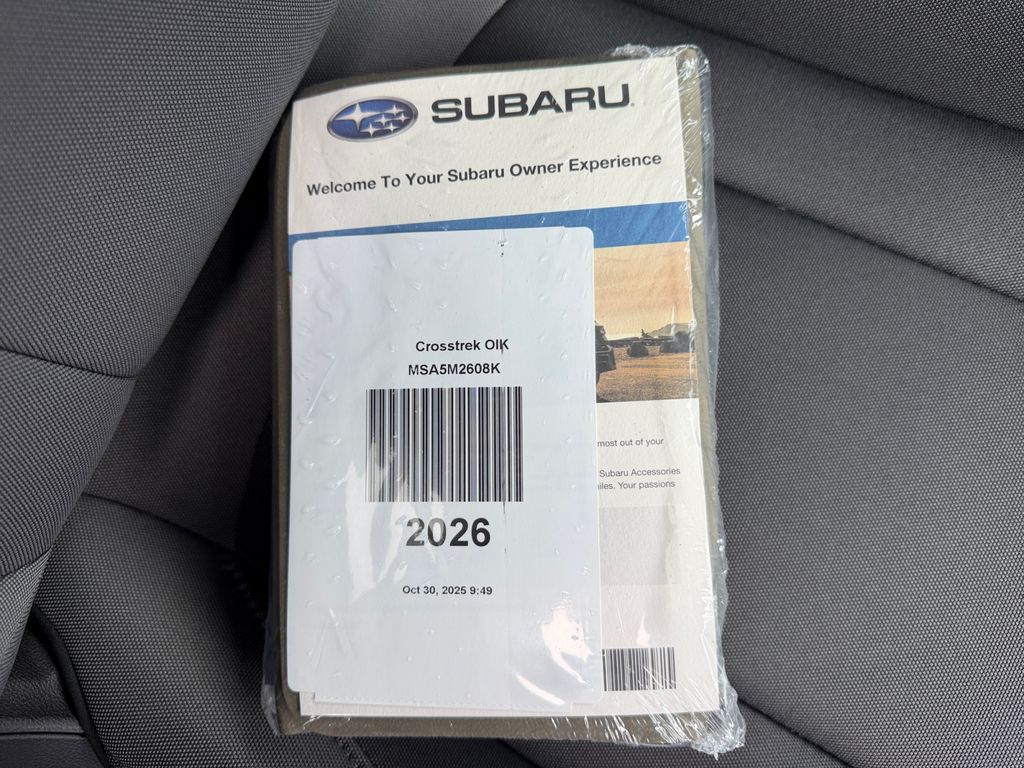 SUBARU
Welcome To Your Subaru Owner Experience
Crosstrek OIK
MSA5M2608K
2026
Oct 30, 2025 9:49
most out of your
Subaru Accessories
Your passions